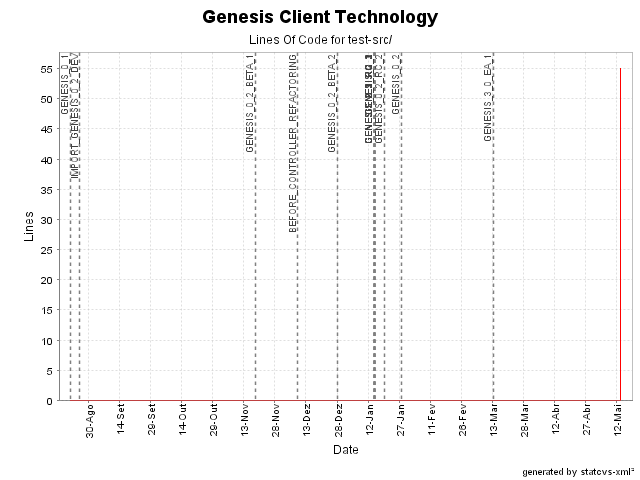 Genesis Client Technology
Lines Of Code for test-src/
GENESIS_0_1
IMPORT_GENESIS_0_2_DEV
GENESIS_0_2_BETA_1
BEFORE_CONTROLLER_REFACTORING
GENESIS_0_2_BETA_2
GENESIS_0_2_RC_2
GENESIS_0_2
GENESIS_3_0_EA_1
55
50
45
40
35
30
25
20
15
10
5
0
Lines
30-Ago
14-Set
29-Set
14-Out
29-Out
13-Nov
28-Nov
13-Dez
28-Dez
12-Jan
27-Jan
11-Fev
26-Fev
13-Mar
28-Mar
12-Abr
27-Abr
12-Mai
Date
generated by statcvs-xml²